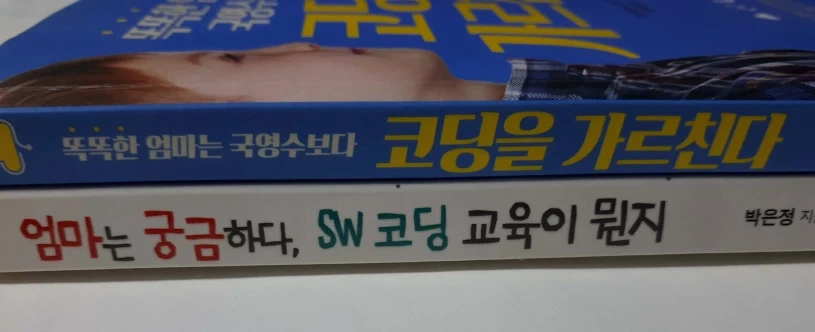 똑똑한 엄마는 국영수보다 코딩을 가르친다
엄마는 궁금하다, SW 코딩 교육이 뭔지 박은정